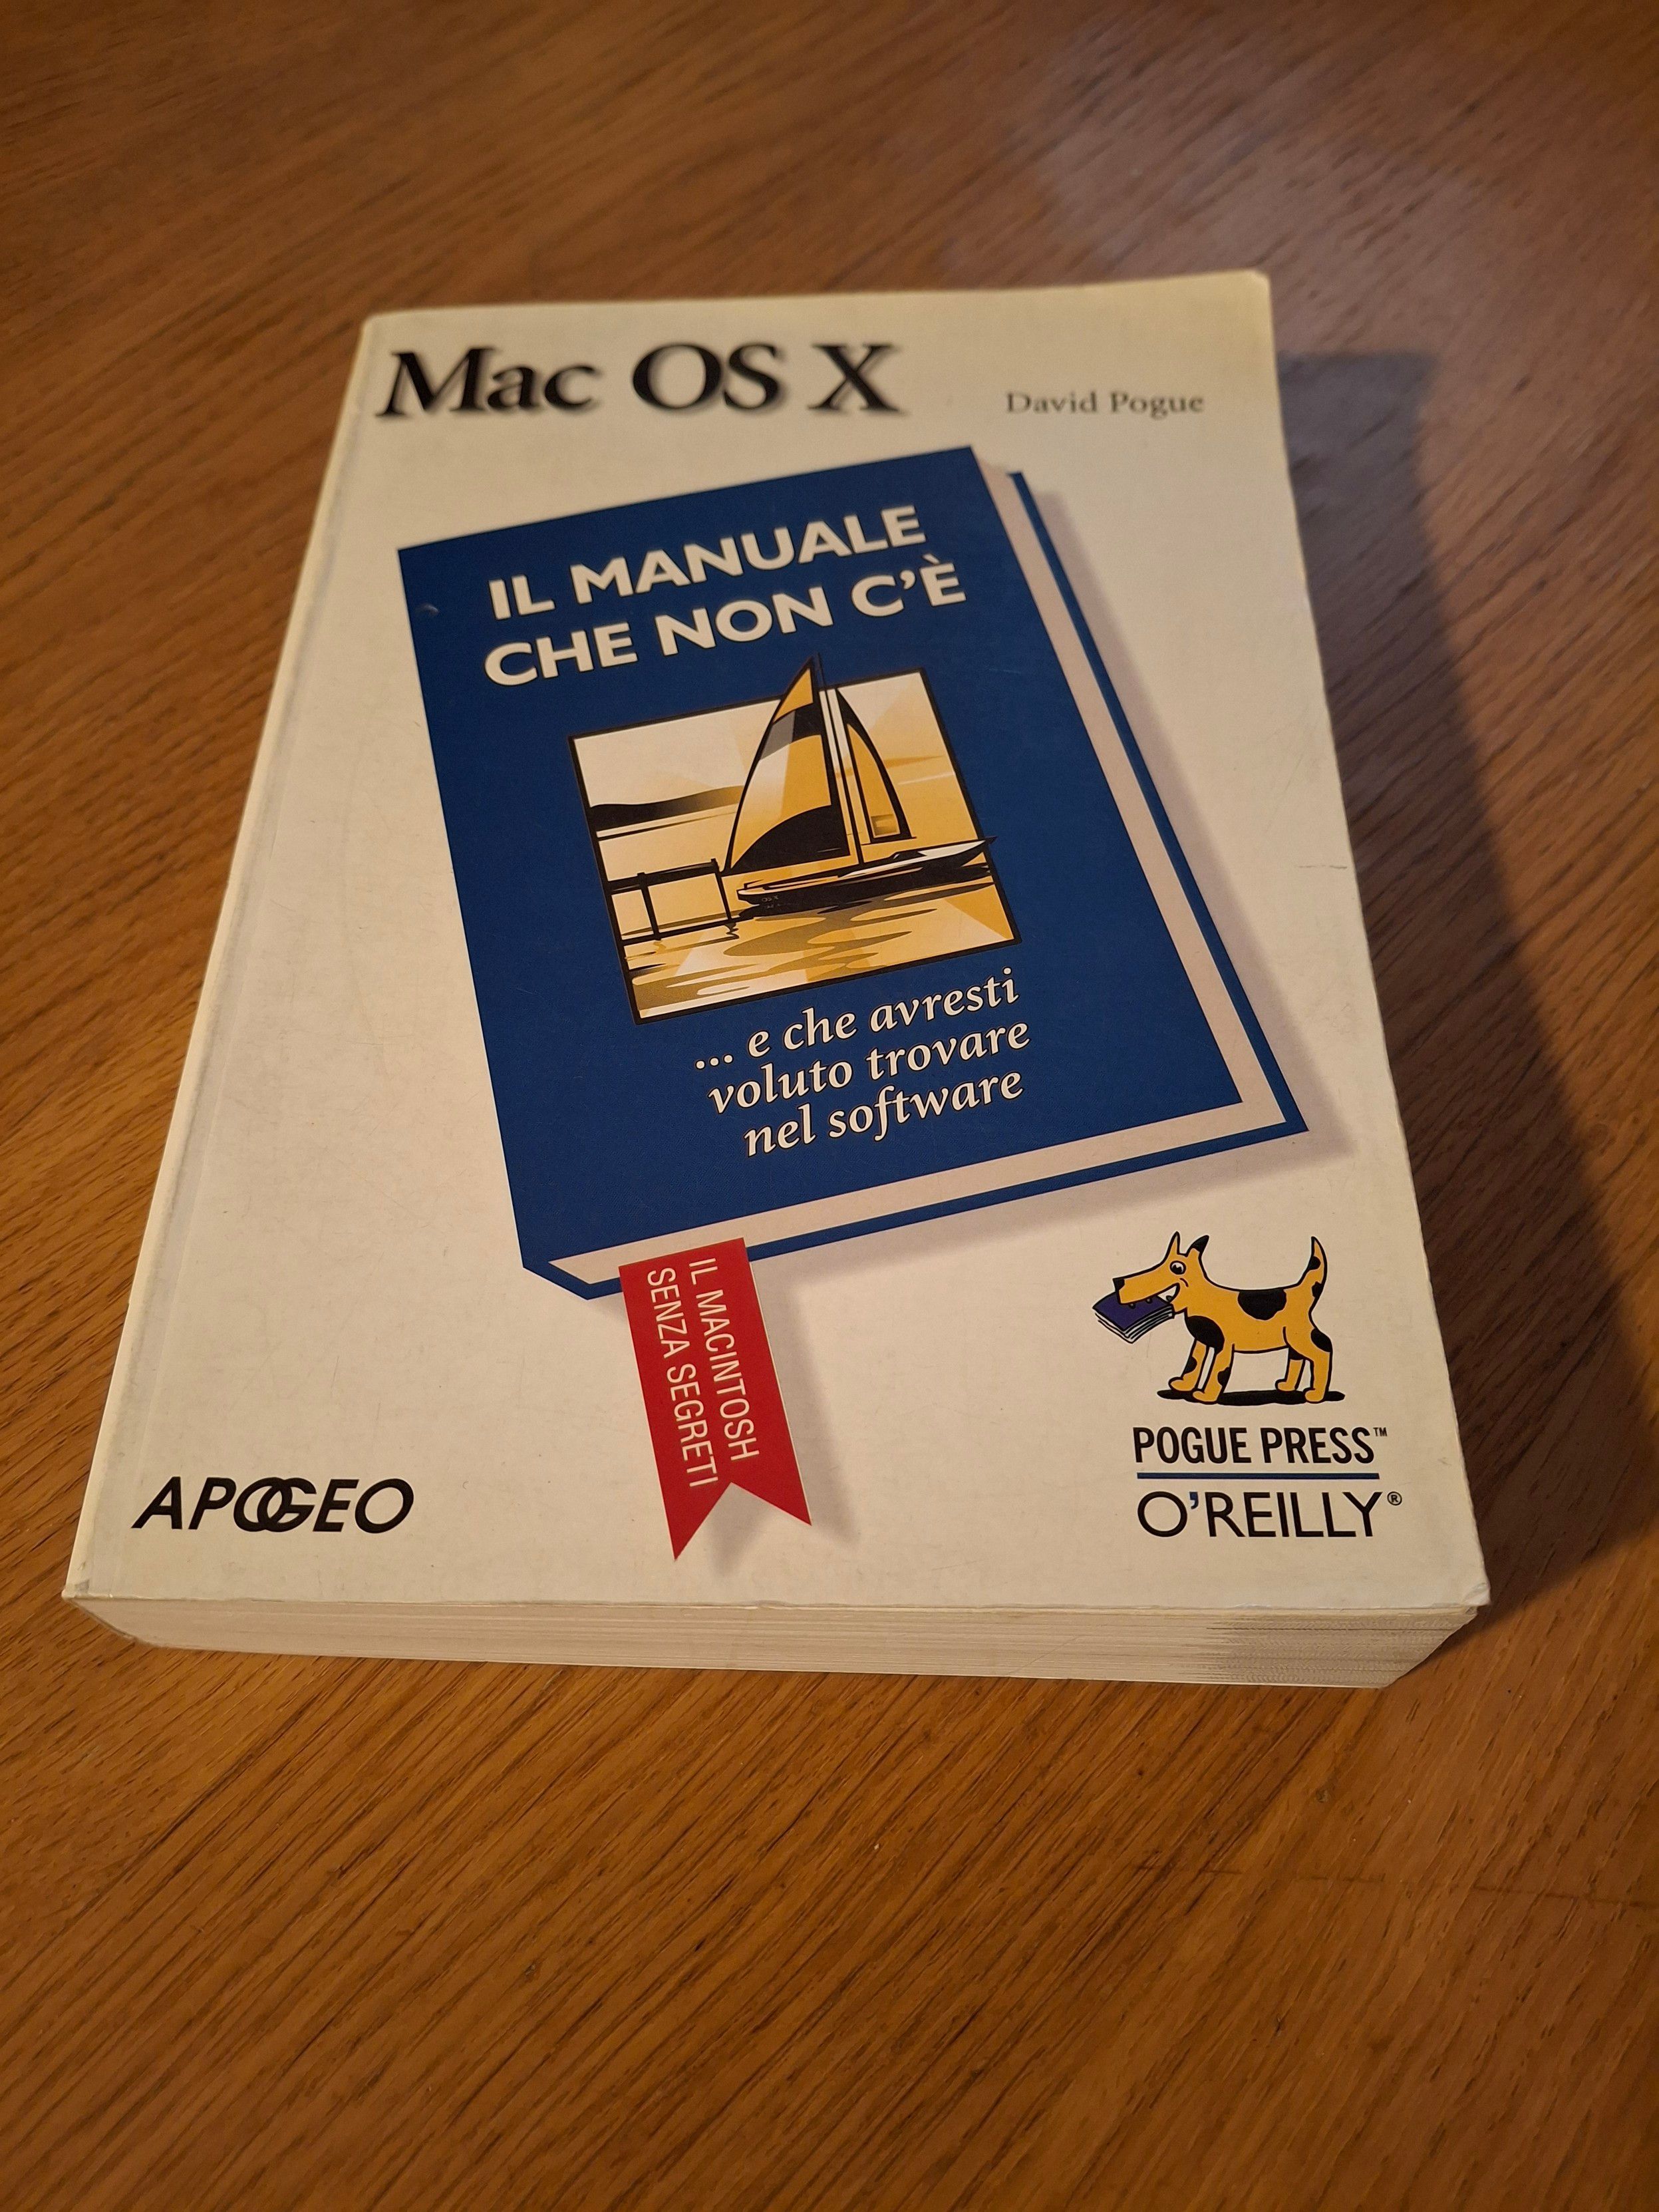 Mac OS X
David Pogue
IL MANUALE
CHE NON C'È
... e che avresti
voluto trovare
nel software
IL MACINTOSH
SENZA SEGRETI
POGUE PRESS™
O'REILLY®
APOGEO